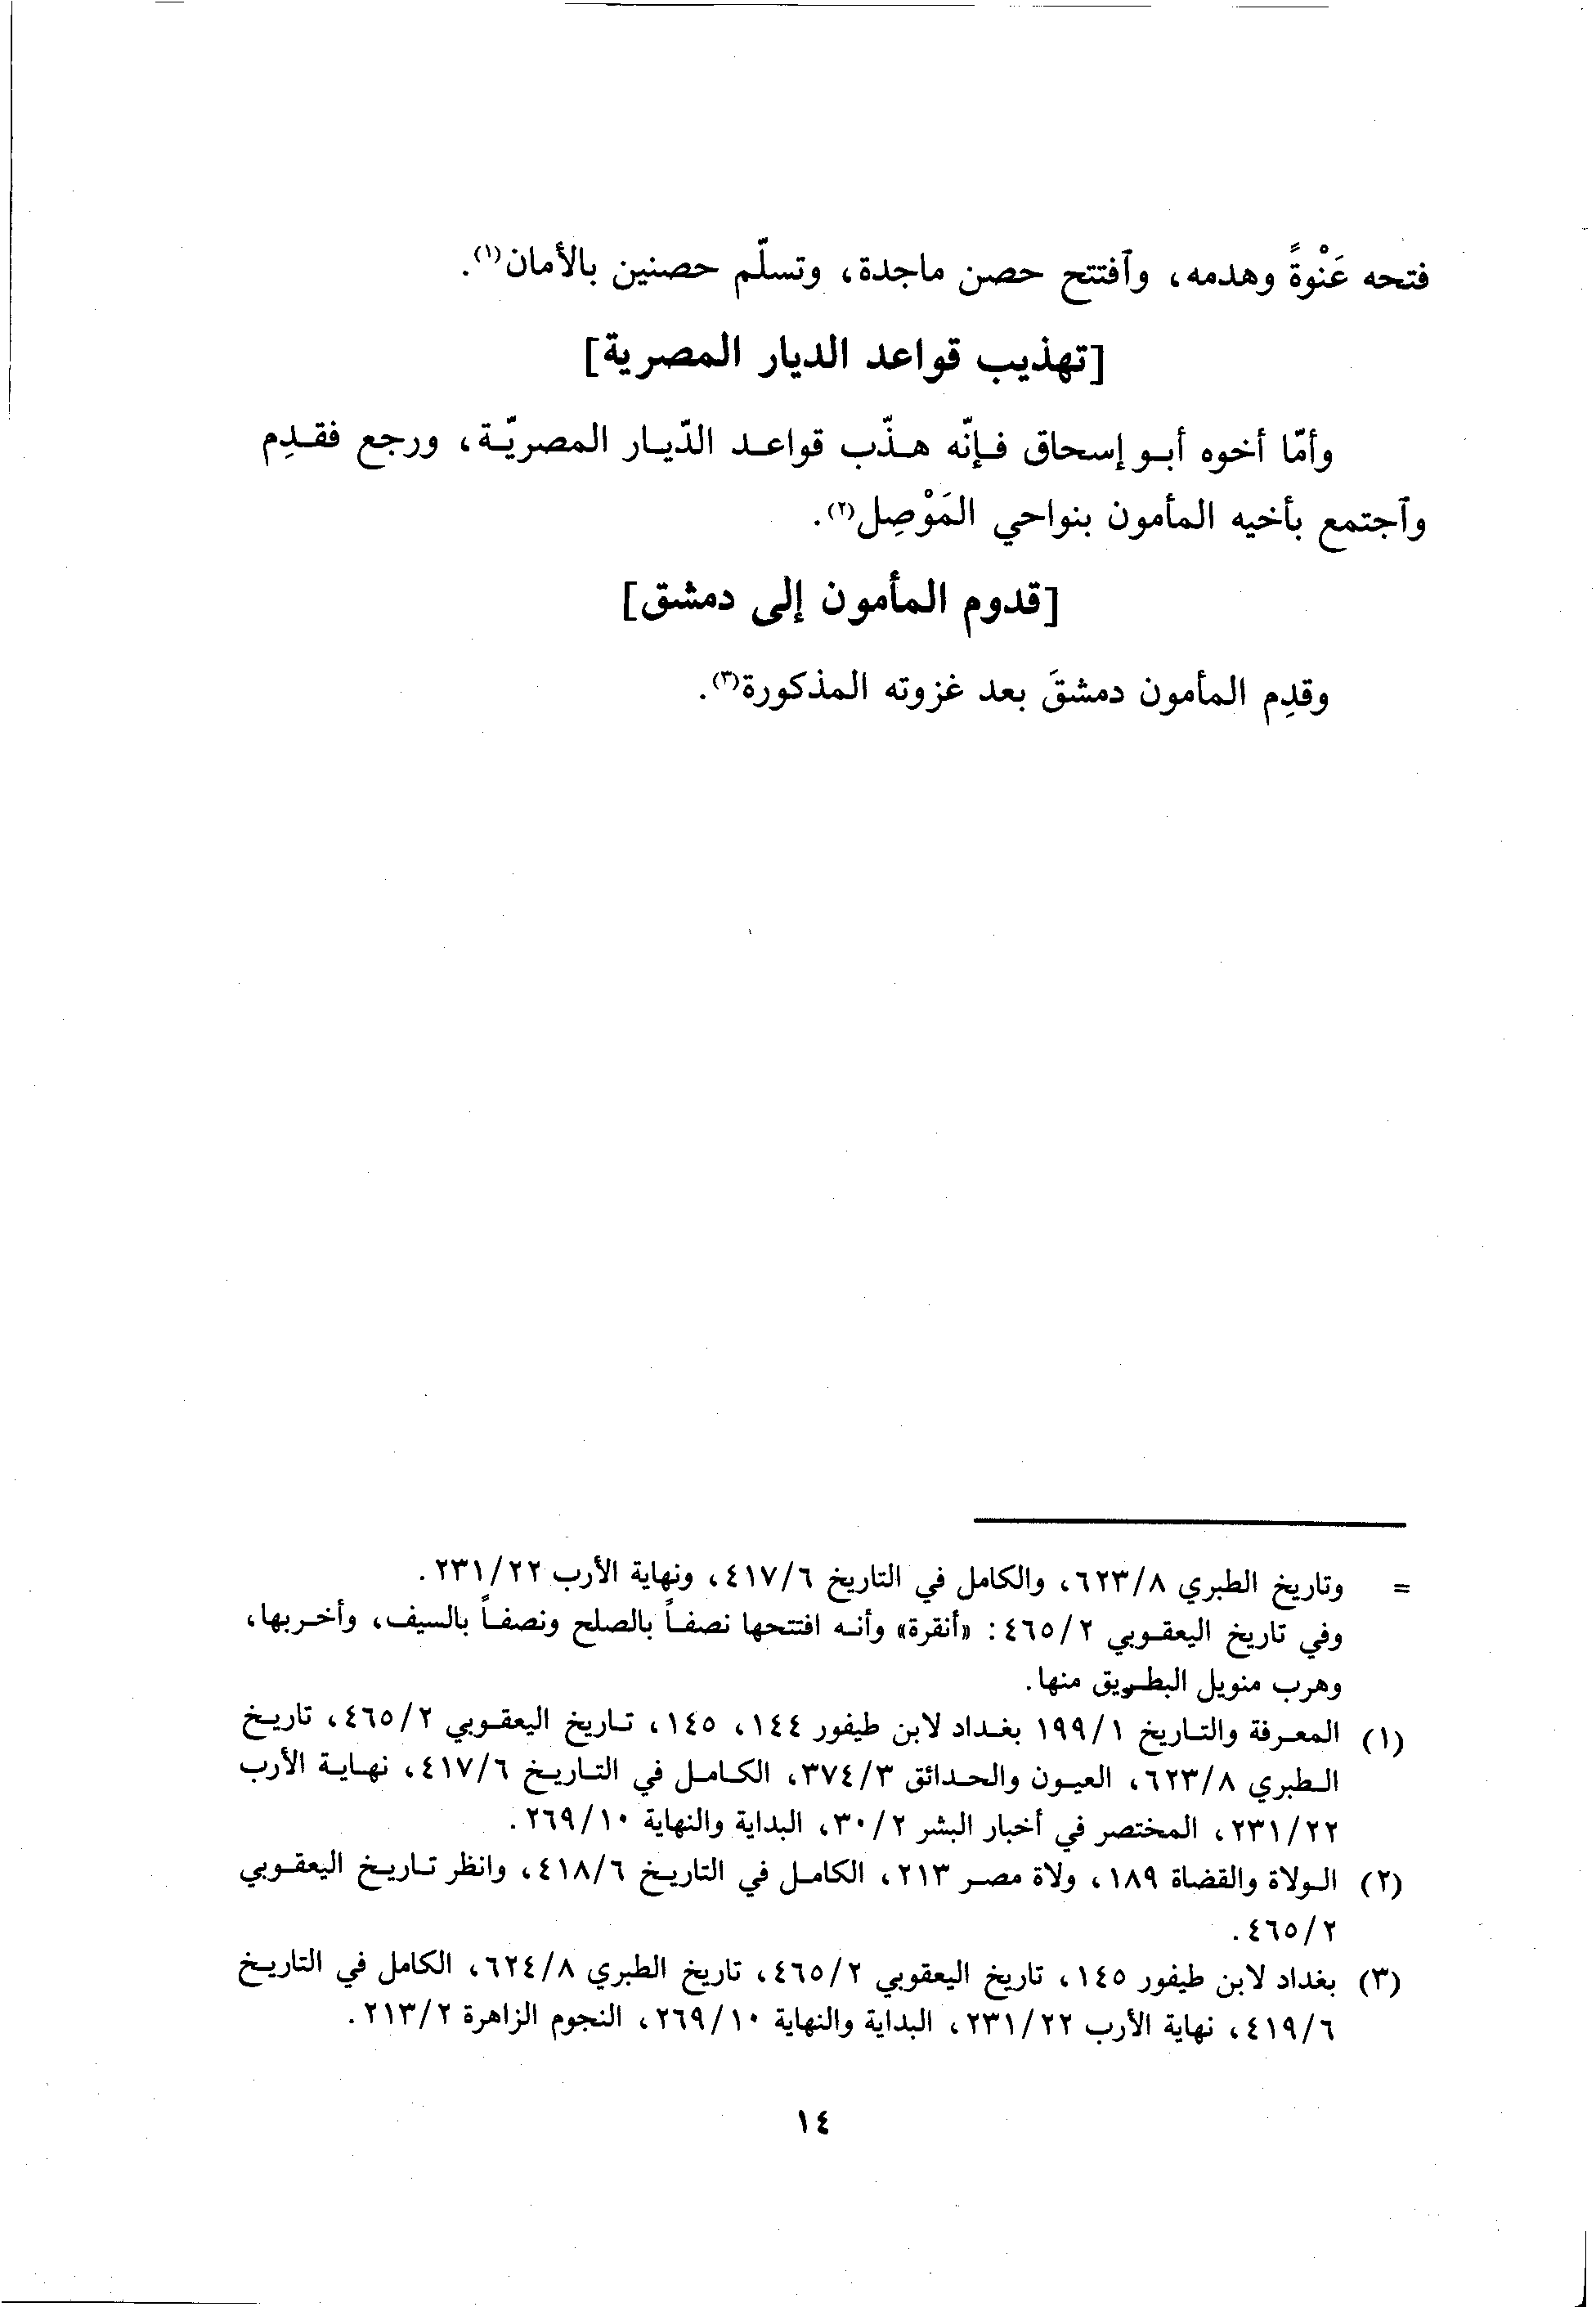 فتحه عَنْوةً وهدمه، وآفتتح حصن ماجدة، وتسلّم حصنين بالأمان(١).
[تهذيب قواعد الديار المصرية]
وأمّا أخوه أبو إسحاق فإنّه هذّب قواعد الدّيار المصريّة، ورجع فقدِم
وآجتمع بأخيه المأمون بنواحي المَوْصِل(٢).
[قدوم المأمون إلى دمشق]
وقدِم المأمون دمشقَ بعد غزوته المذكورة(٣).
= وتاريخ الطبري ٦٢٣/٨، والكامل في التاريخ ٤١٧/٦، ونهاية الأرب ٢٣١/٢٢.
وفي تاريخ اليعقوبي ٤٦٥/٢: «أنقرة» وأنه افتتحها نصفاً بالصلح ونصفاً بالسيف، وأخربها،
وهرب منويل البطريق منها.
(١) المعرفة والتاريخ ١٩٩/١ بغداد لابن طيفور ١٤٤، ١٤٥، تاريخ اليعقوبي ٤٦٥/٢، تاريخ
الطبري ٦٢٣/٨، العيون والحدائق ٣٧٤/٣، الكامل في التاريخ ٤١٧/٦، نهاية الأرب
٢٣١/٢٢، المختصر في أخبار البشر ٣٠/٢، البداية والنهاية ٢٦٩/١٠.
(٢) الولاة والقضاة ١٨٩، ولاة مصر ٢١٣، الكامل في التاريخ ٤١٨/٦، وانظر تاريخ اليعقوبي
٤٦٥/٢.
(٣) بغداد لابن طيفور ١٤٥، تاريخ اليعقوبي ٤٦٥/٢، تاريخ الطبري ٦٢٤/٨، الكامل في التاريخ
٤١٩/٦، نهاية الأرب ٢٣١/٢٢، البداية والنهاية ٢٦٩/١٠، النجوم الزاهرة ٢١٣/٢.
١٤